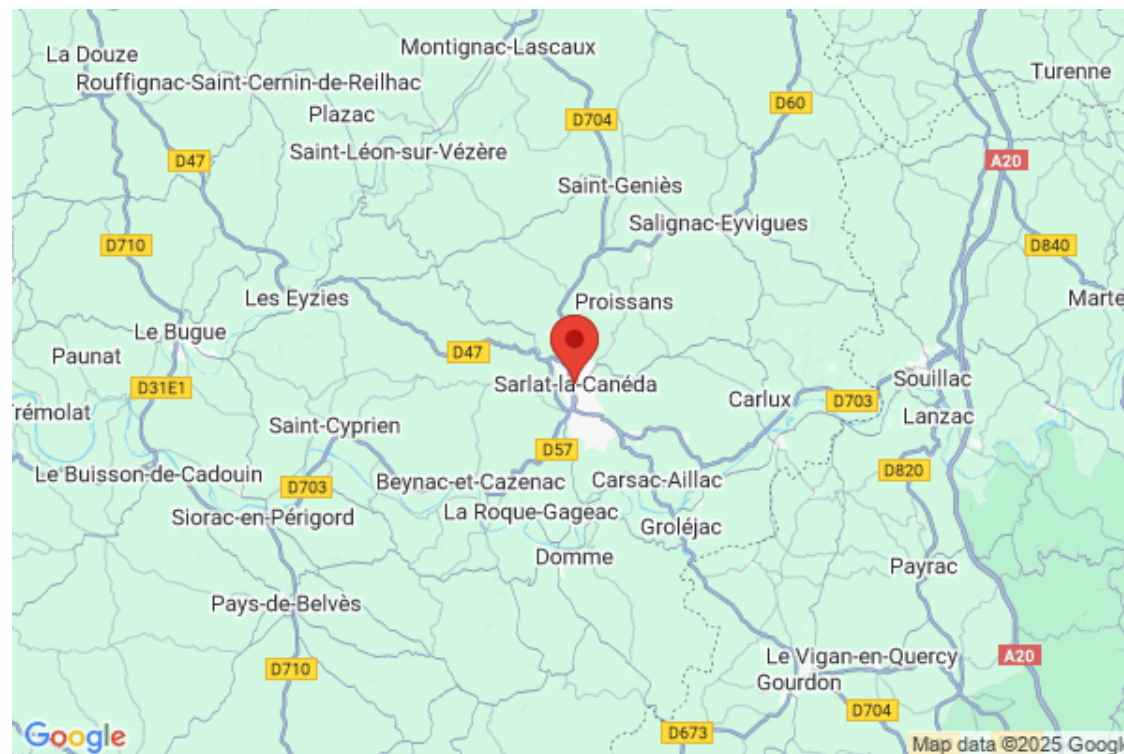 La Douze
Montignac-Lascaux
Turenne
Rouffignac-Saint-Cernin-de-Reilhac
D60
Plazac
D704
Saint-Léon-sur-Vézère
D47
A20
Saint-Geniès
Salignac-Eyvigues
D710
D840
Les Eyzies
Proissans
Marte
Le Bugue
Paunat
D47
D31E1
Sarlat-la-Canéda
Souillac
Carlux
D703
Trémolat
Lanzac
Saint-Cyprien
D57
Le Buisson-de-Cadouin
D703
Beynac-et-Cazenac
Carsac-Aillac
D820
Siorac-en-Périgord
La Roque-Gageac
Groléjac
Domme
Payrac
Pays-de-Belvès
D710
Le Vigan-en-Quercy
A20
Gourdon
D704
D673
Google
Map data ©2025 Googl